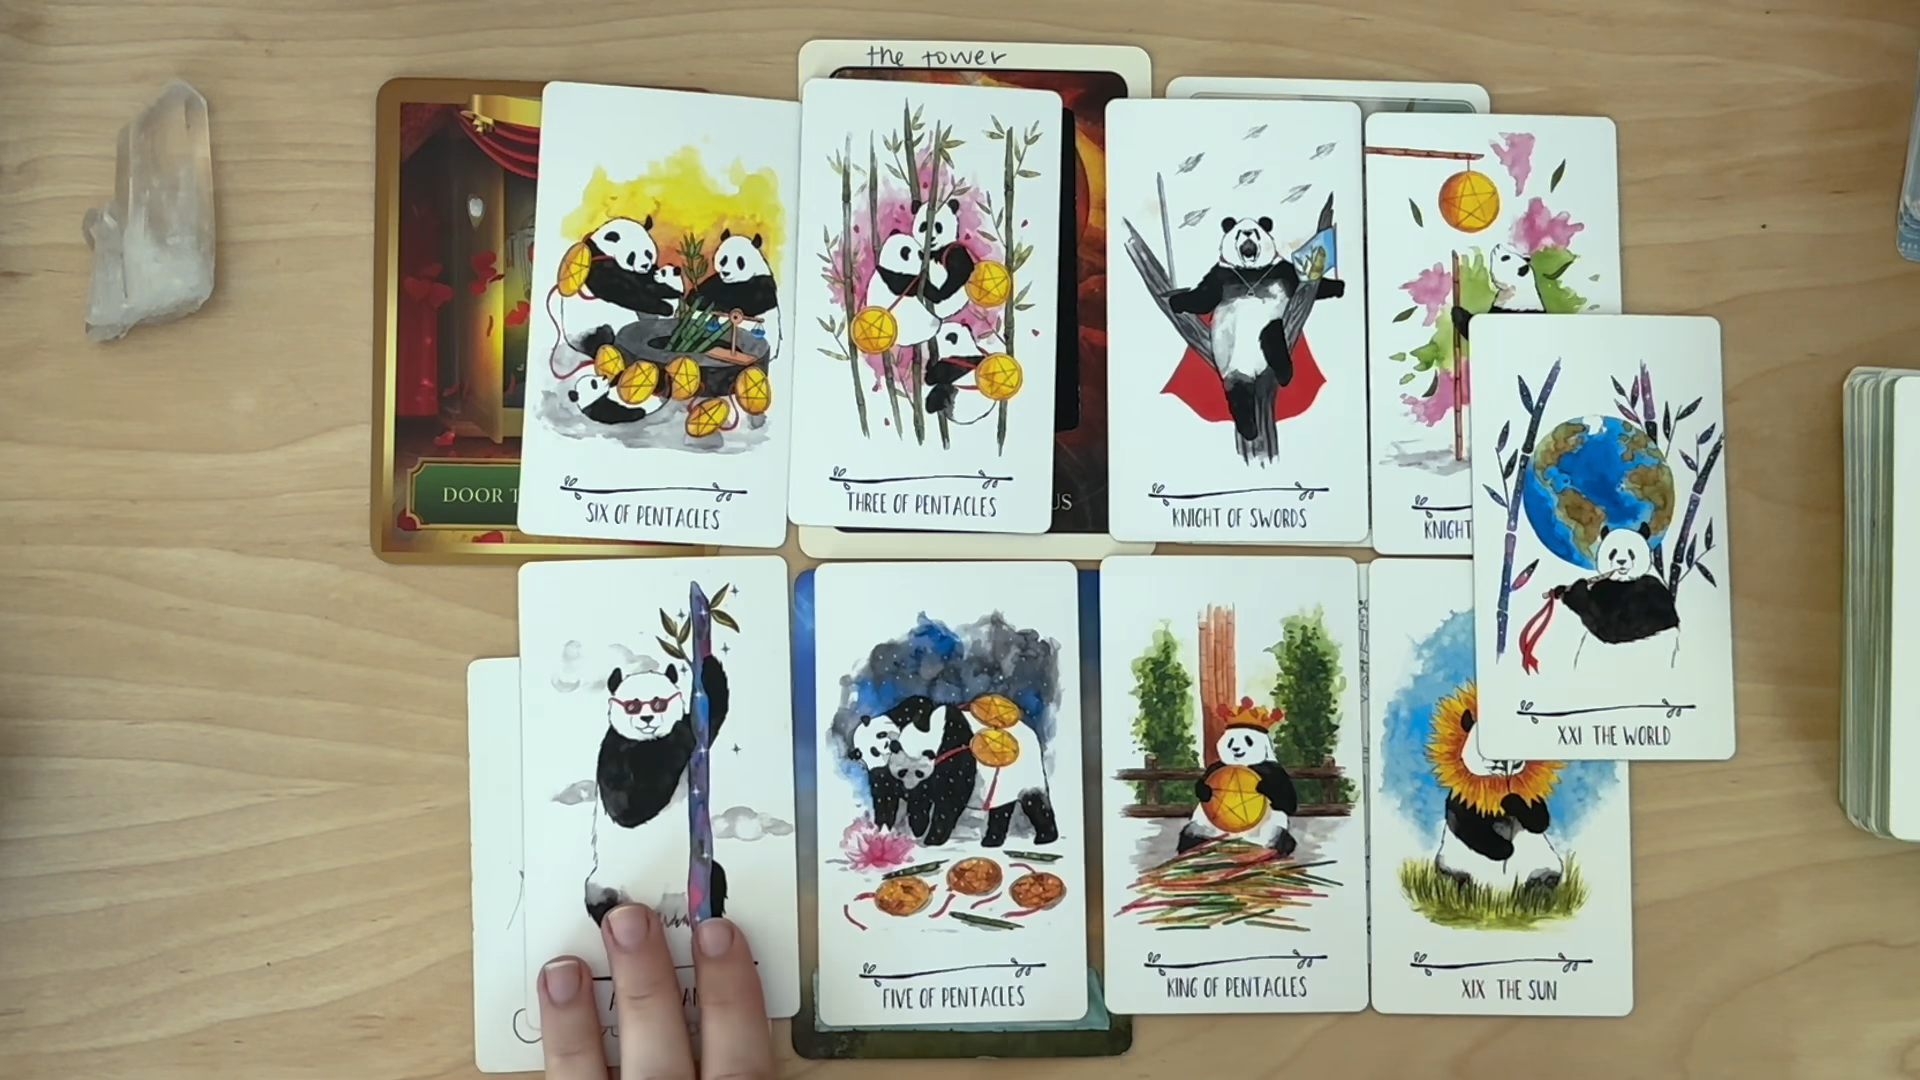 the tower
DOOR T
US
SIX OF PENTACLES
THREE OF PENTACLES
KNIGHT OF SWORDS
KNIGHT
XXI THE WORLD
FIVE OF PENTACLES
KING OF PENTACLES
XIX THE SUN